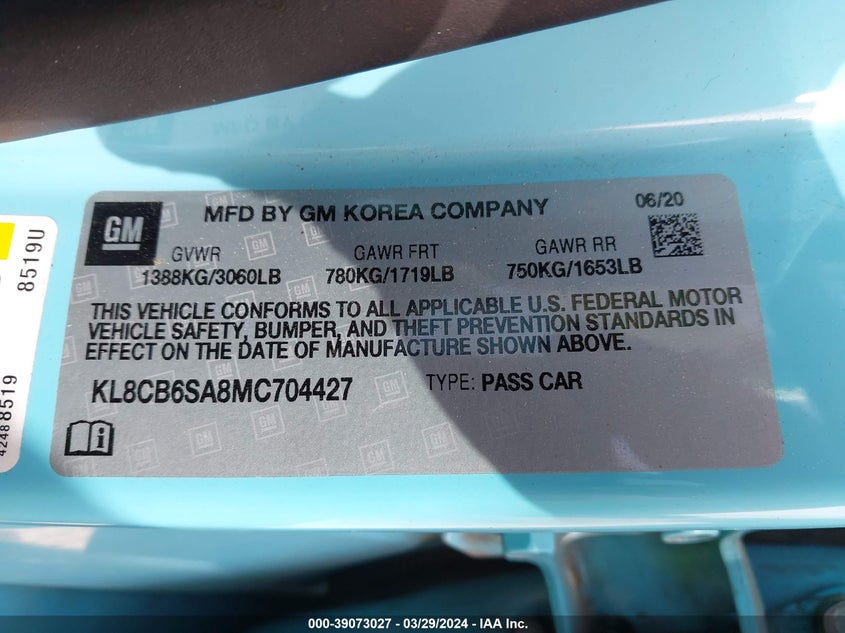 GM
MFD BY GM KOREA COMPANY
06/20
GVWR
1388KG/3060LB
GAWR FRT
780KG/1719LB
GAWR RR
750KG/1653LB
THIS VEHICLE CONFORMS TO ALL APPLICABLE U.S. FEDERAL MOTOR
VEHICLE SAFETY, BUMPER, AND THEFT PREVENTION STANDARDS IN
EFFECT ON THE DATE OF MANUFACTURE SHOWN ABOVE.
KL8CB6SA8MC704427
TYPE: PASS CAR
8519U
42488519
000-39073027 - 03/29/2024 - IAA Inc.